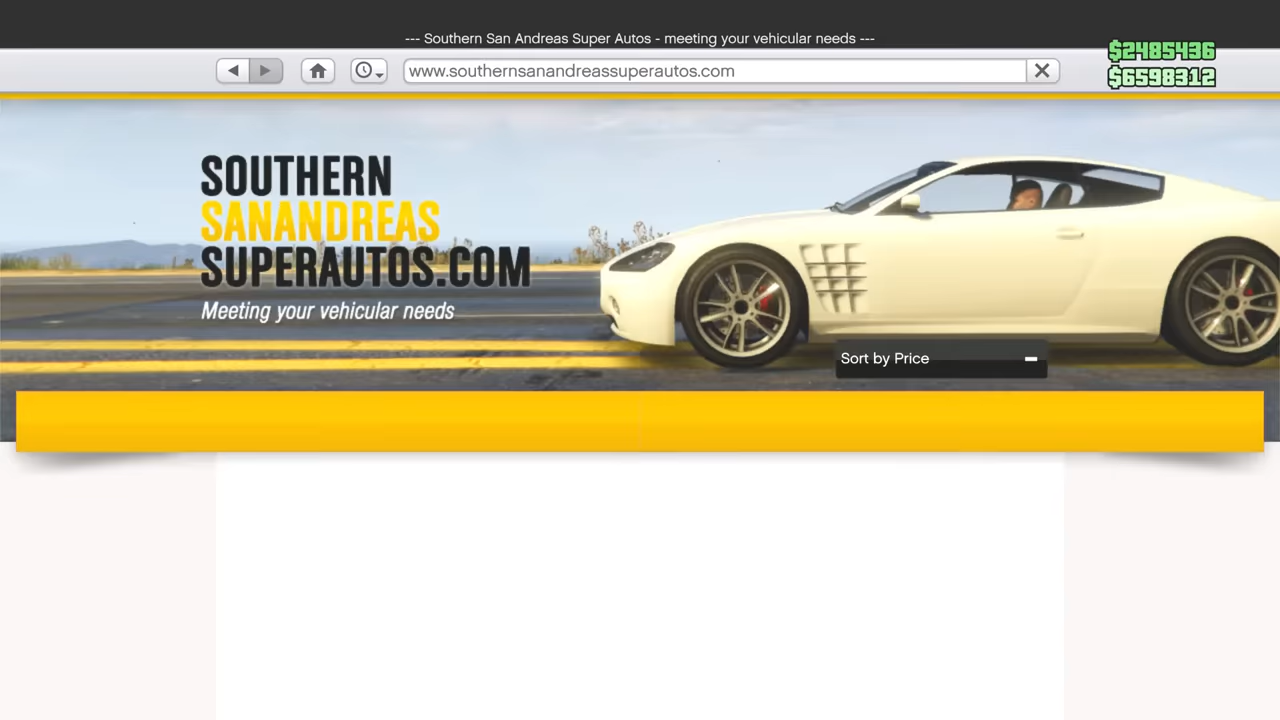 --- Southern San Andreas Super Autos - meeting your vehicular needs ---
www.southernsanandreassuperautos.com
$2485436
$6598312
SOUTHERN
SANANDREAS
SUPERAUTOS.COM
Meeting your vehicular needs
Sort by Price